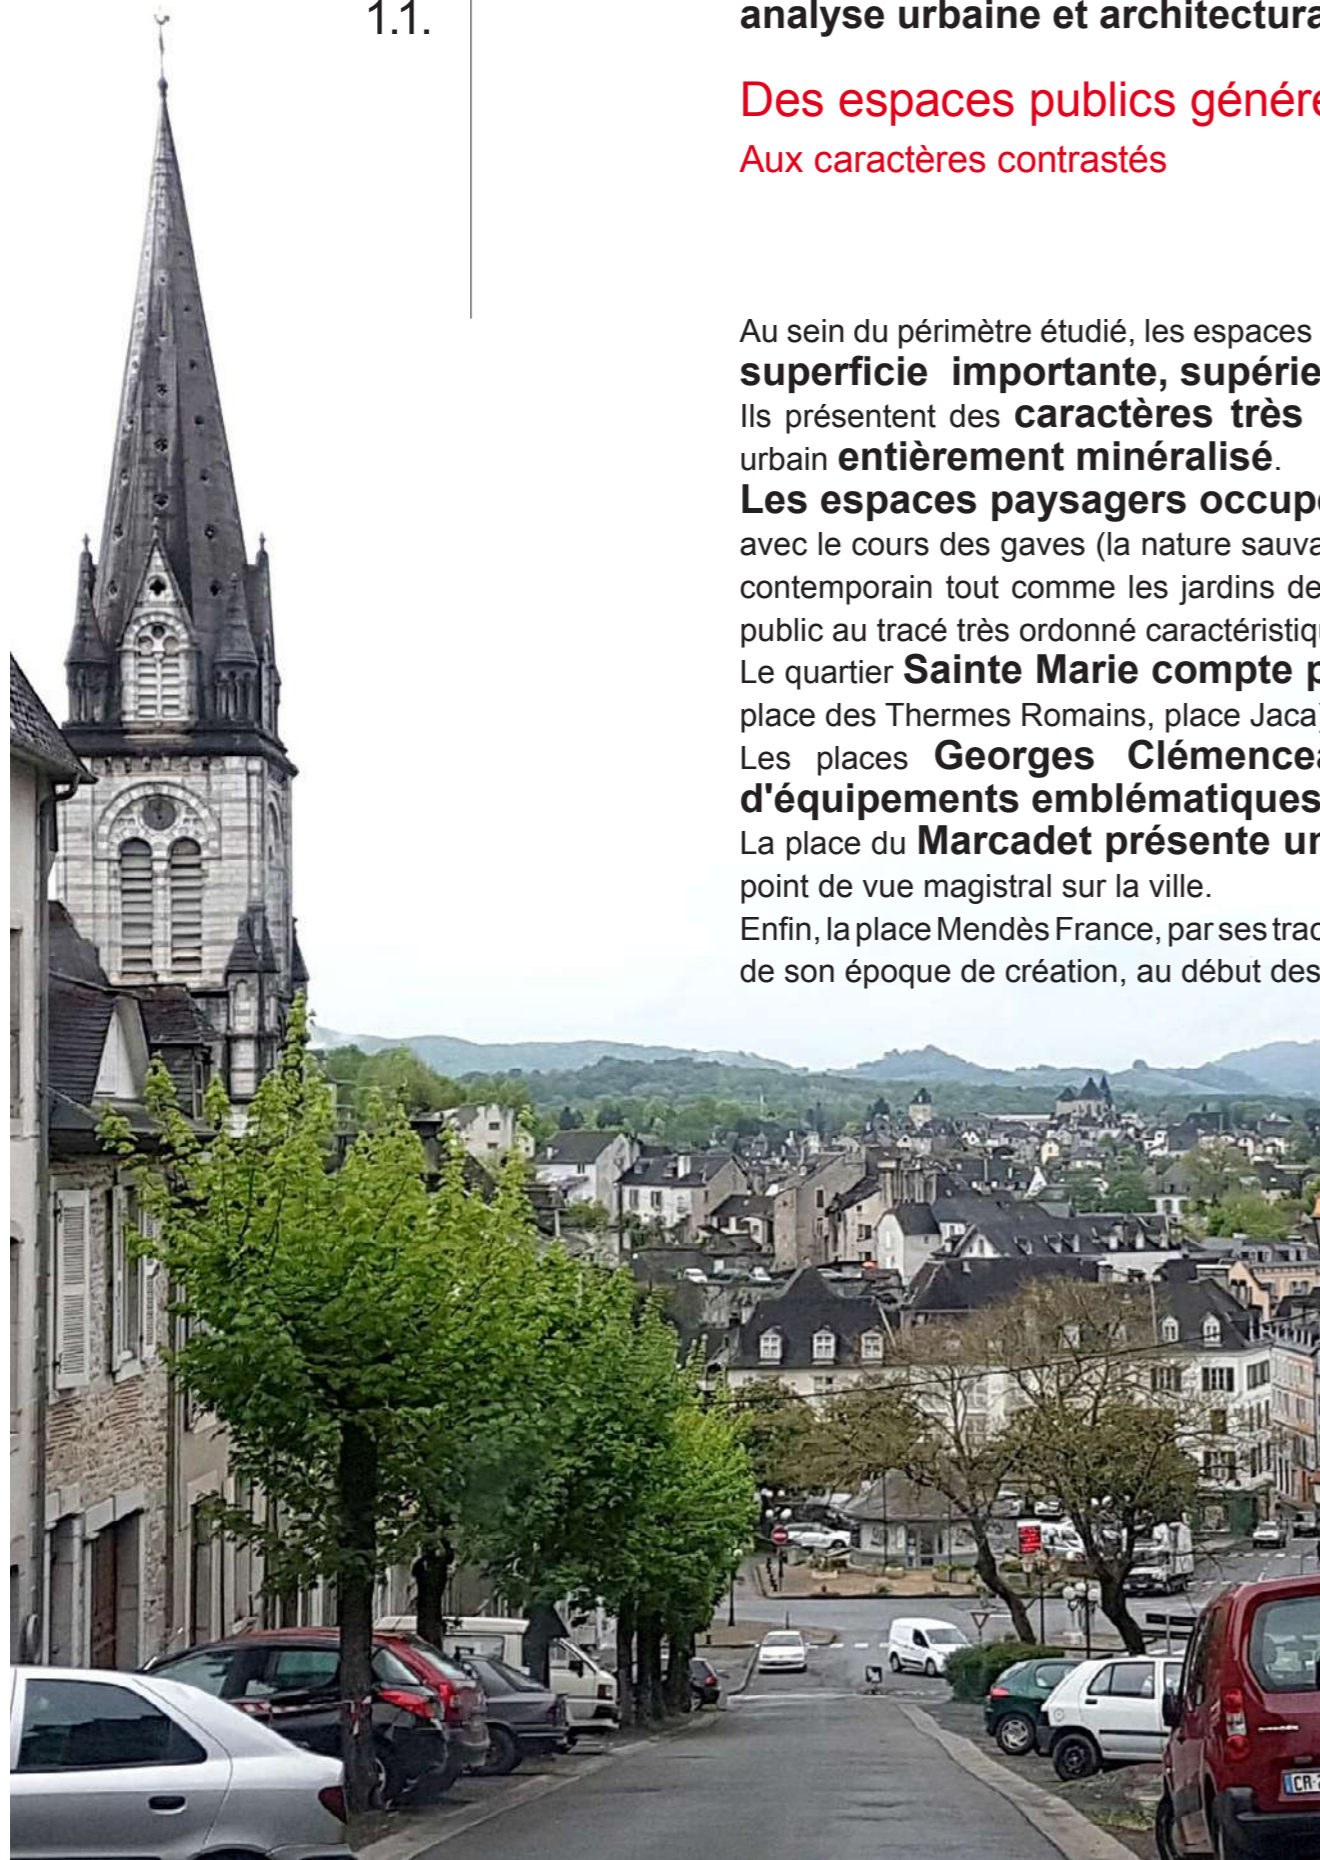 1.1.
analyse urbaine et architectura
Des espaces publics génére
Aux caractères contrastés
Au sein du périmètre étudié, les espaces
superficie importante, supérie
Ils présentent des caractères très
urbain entièrement minéralisé.
Les espaces paysagers occupe
avec le cours des gaves (la nature sauva
contemporain tout comme les jardins de
public au tracé très ordonné caractéristiqu
Le quartier Sainte Marie compte p
place des Thermes Romains, place Jaca)
Les places Georges Clémencea
d'équipements emblématiques
La place du Marcadet présente un
point de vue magistral sur la ville.
Enfin, la place Mendès France, par ses trac
de son époque de création, au début des
CR-